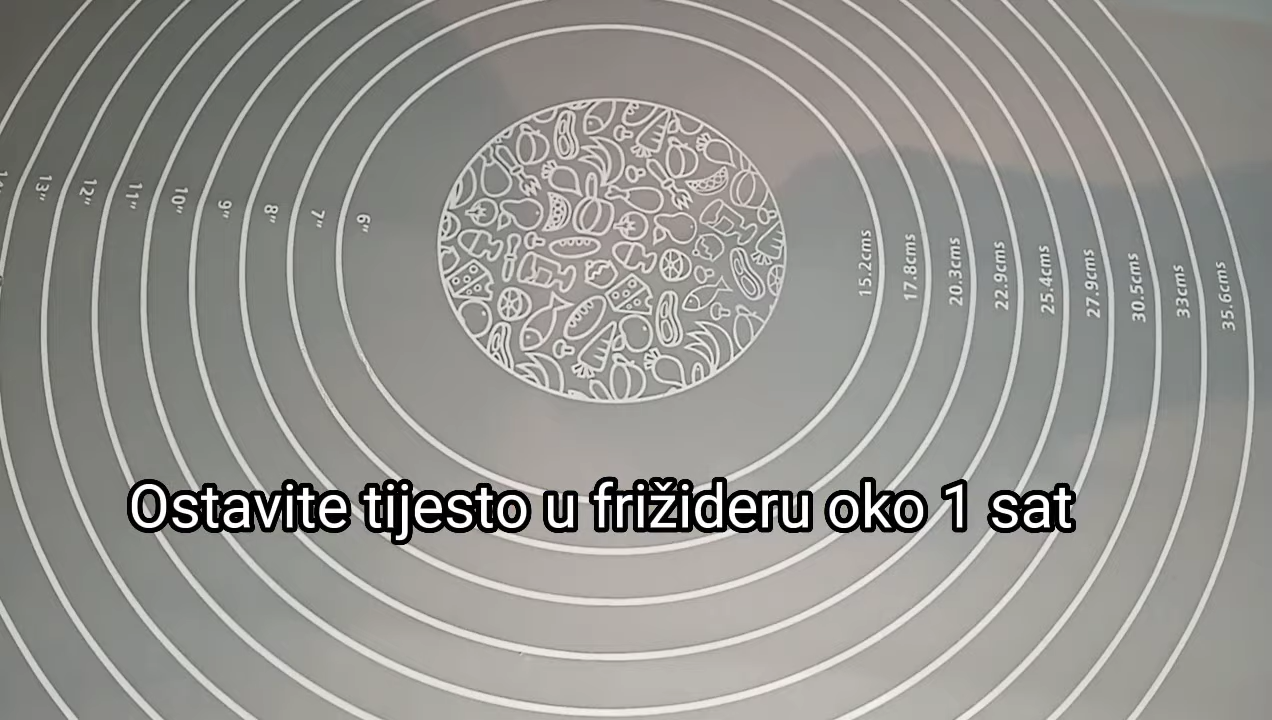 13"
12"
11"
10"
9"
8"
7"
6"
15.2cms
17.8cms
20.3cms
22.9cms
25.4cms
27.9cms
30.5cms
33cms
35.6cms
Ostavite tijesto u frižideru oko 1 sat